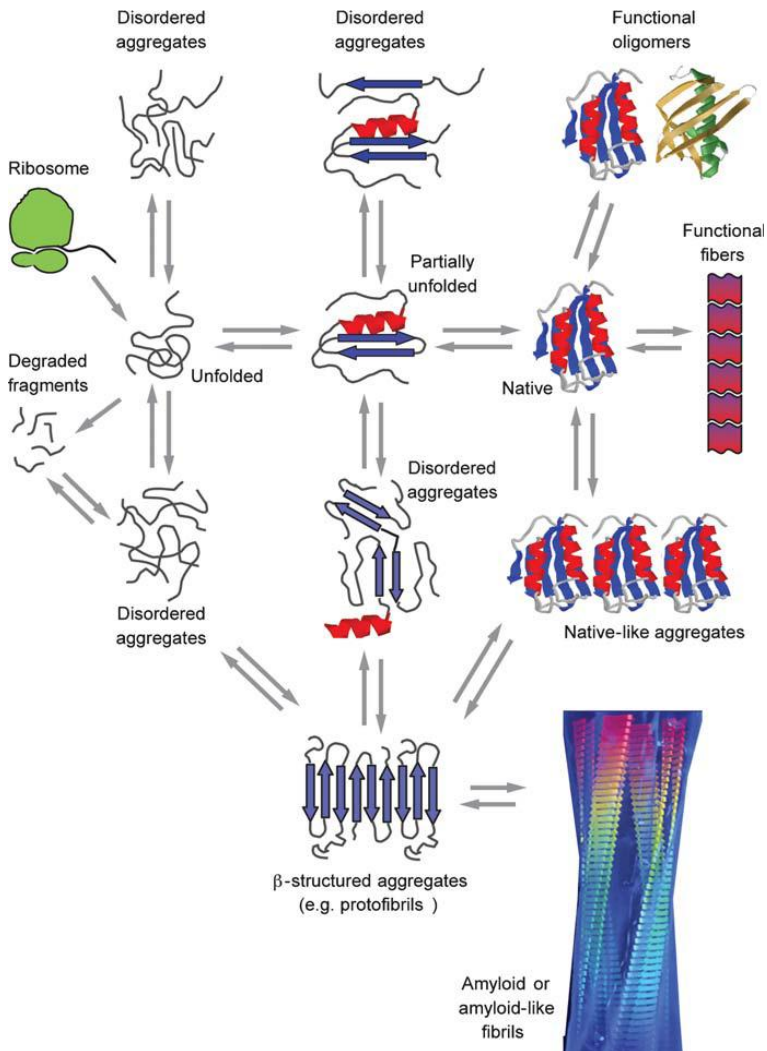 Disordered
aggregates
Disordered
aggregates
Functional
oligomers
Ribosome
Functional
fibers
Partially
unfolded
Degraded
fragments
Unfolded
Native
Disordered
aggregates
Disordered
aggregates
Native-like aggregates
β-structured aggregates
(e.g. protofibrils )
Amyloid or
amyloid-like
fibrils